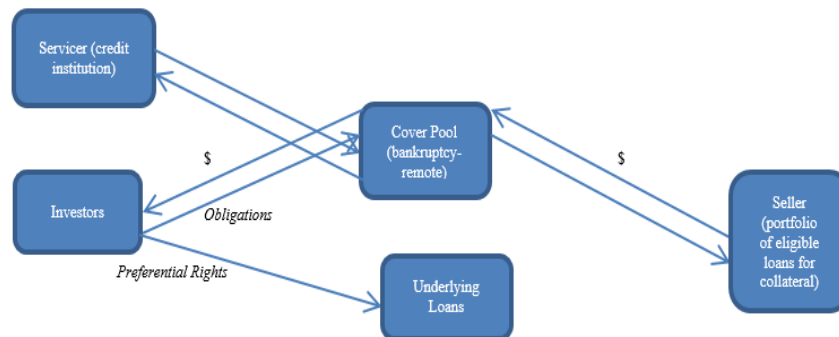 Servicer (credit
institution)
Cover Pool
(bankruptcy-
remote)
$
$
Investors
Obligations
Seller
(portfolio
of eligible
loans for
collateral)
Preferential Rights
Underlying
Loans